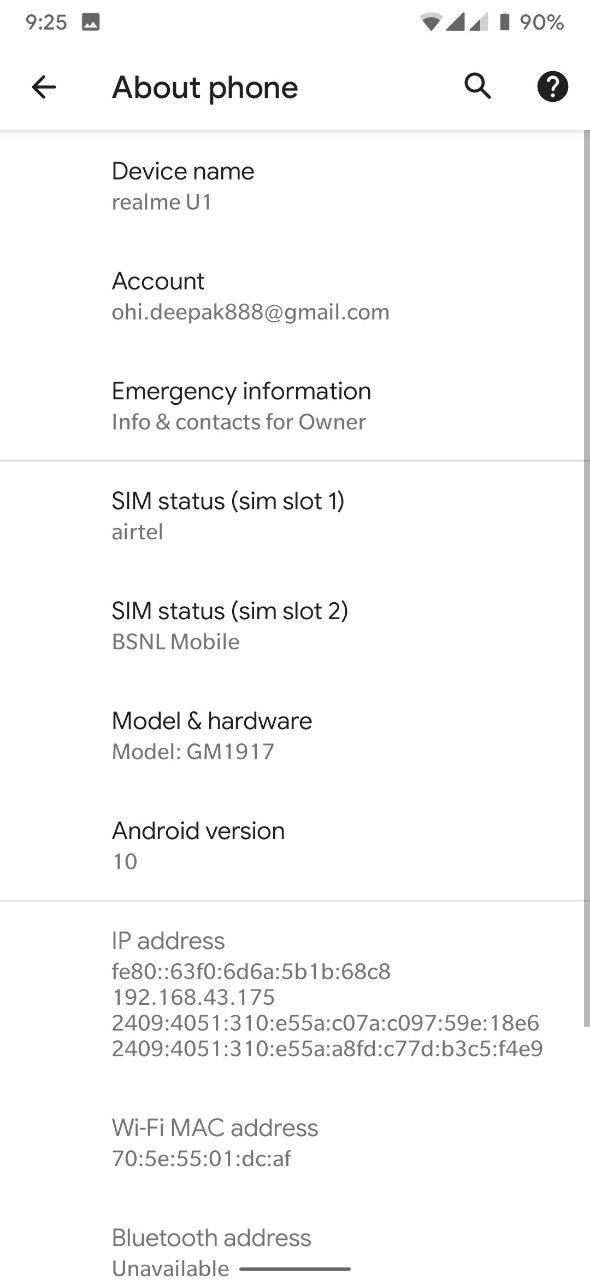 9:25 90%
About phone
Device name
realme U1
Account
ohi.deepak888@gmail.com
Emergency information
Info & contacts for Owner
SIM status (sim slot 1)
airtel
SIM status (sim slot 2)
BSNL Mobile
Model & hardware
Model: GM1917
Android version
10
IP address
fe80::63f0:6d6a:5b1b:68c8
192.168.43.175
2409:4051:310:e55a:c07a:c097:59e:18e6
2409:4051:310:e55a:a8fd:c77d:b3c5:f4e9
Wi-Fi MAC address
70:5e:55:01:dc:af
Bluetooth address
Unavailable